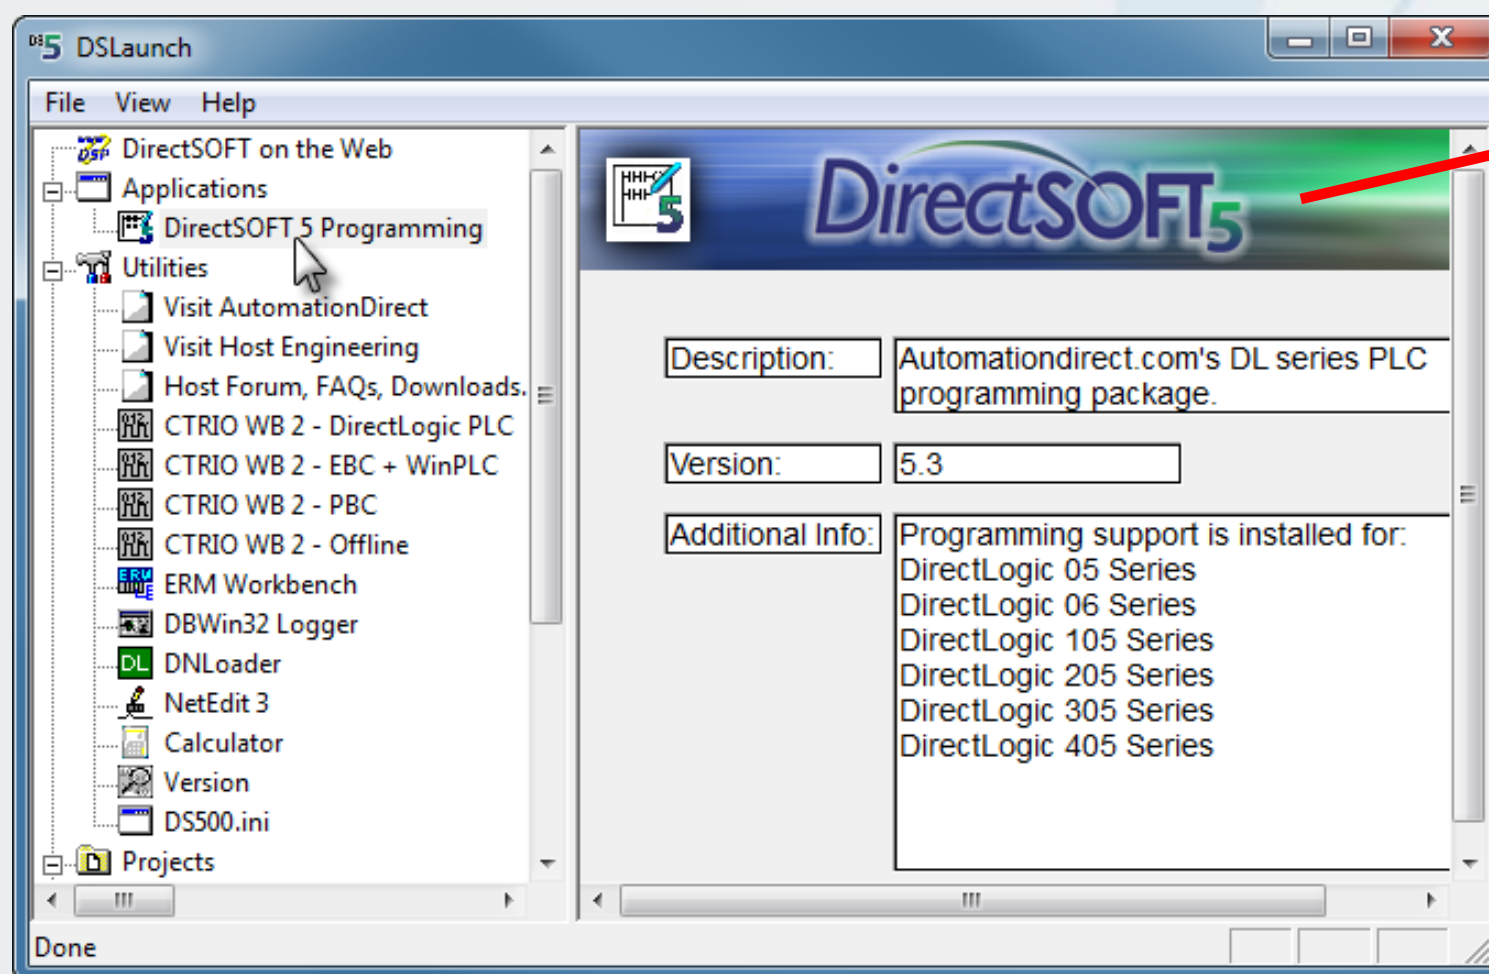 DSLaunch
File View Help
DirectSOFT on the Web
Applications
DirectSOFT 5 Programming
Utilities
Visit AutomationDirect
Visit Host Engineering
Host Forum, FAQs, Downloads.
CTRIO WB 2 - DirectLogic PLC
CTRIO WB 2 - EBC + WinPLC
CTRIO WB 2 - PBC
CTRIO WB 2 - Offline
ERM Workbench
DBWin32 Logger
DL DNLoader
NetEdit 3
Calculator
Version
DS500.ini
Projects
DirectSOFT5
Description: Automationdirect.com's DL series PLC
programming package.
Version: 5.3
Additional Info: Programming support is installed for:
DirectLogic 05 Series
DirectLogic 06 Series
DirectLogic 105 Series
DirectLogic 205 Series
DirectLogic 305 Series
DirectLogic 405 Series
Done